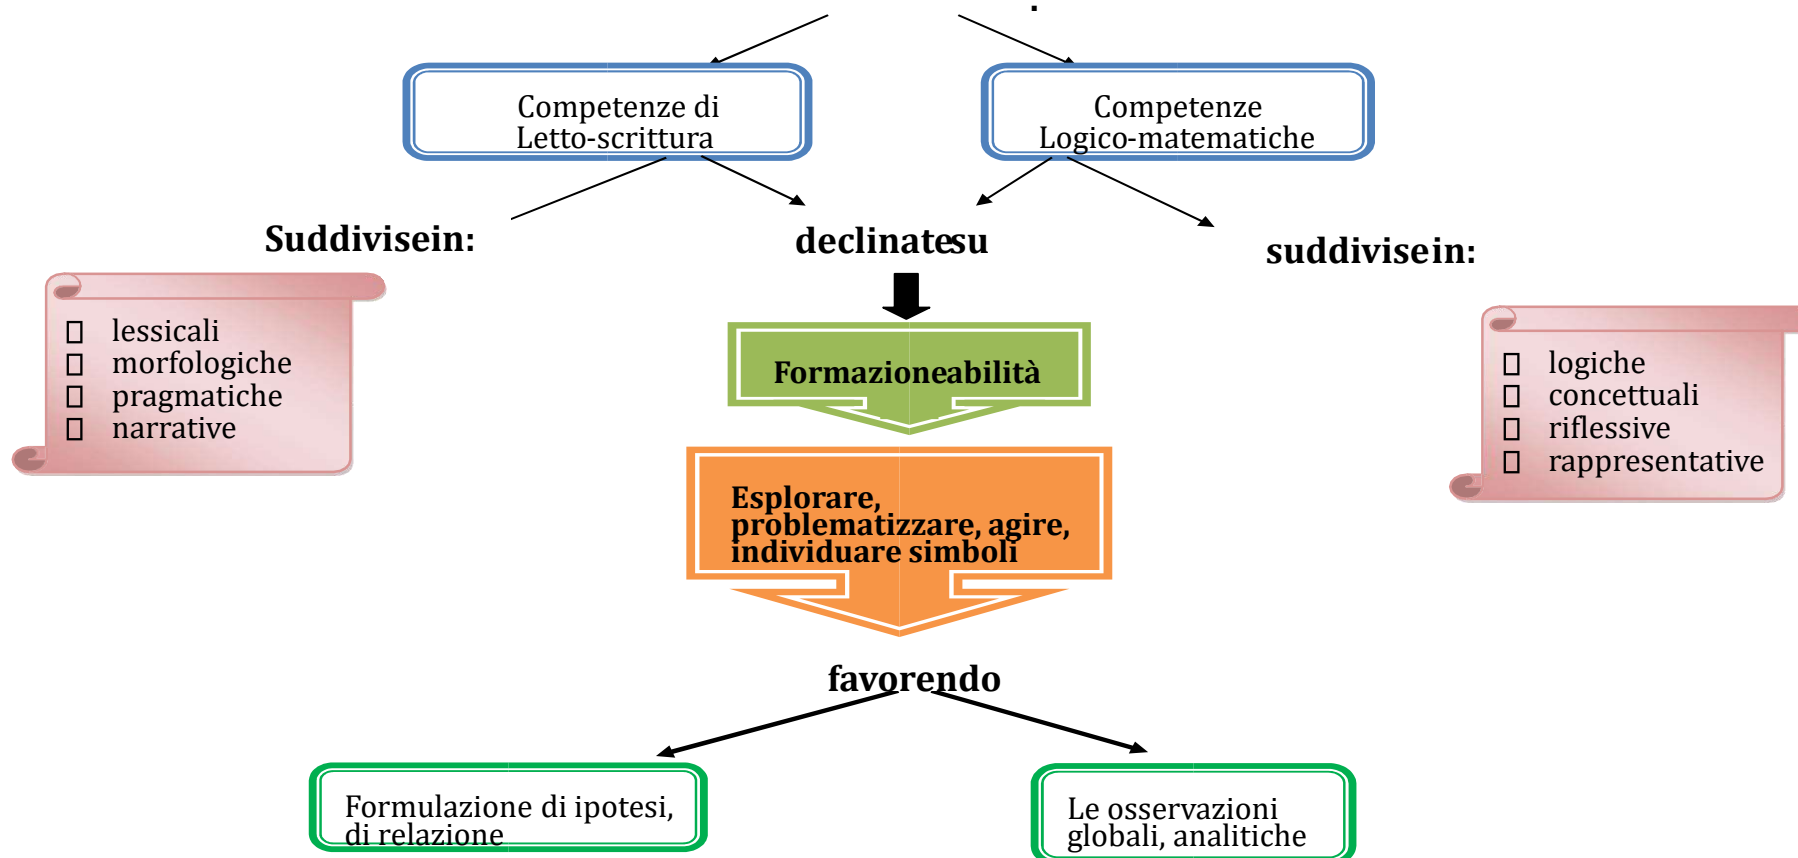 Competenze di
Letto-scrittura
Competenze
Logico-matematiche
Suddivisein:
declinatesu
suddivisein:
lessicali
morfologiche
pragmatiche
narrative
Formazioneabilità
logiche
concettuali
riflessive
rappresentative
Esplorare,
problematizzare, agire,
individuare simboli
favorendo
Formulazione di ipotesi,
di relazione
Le osservazioni
globali, analitiche